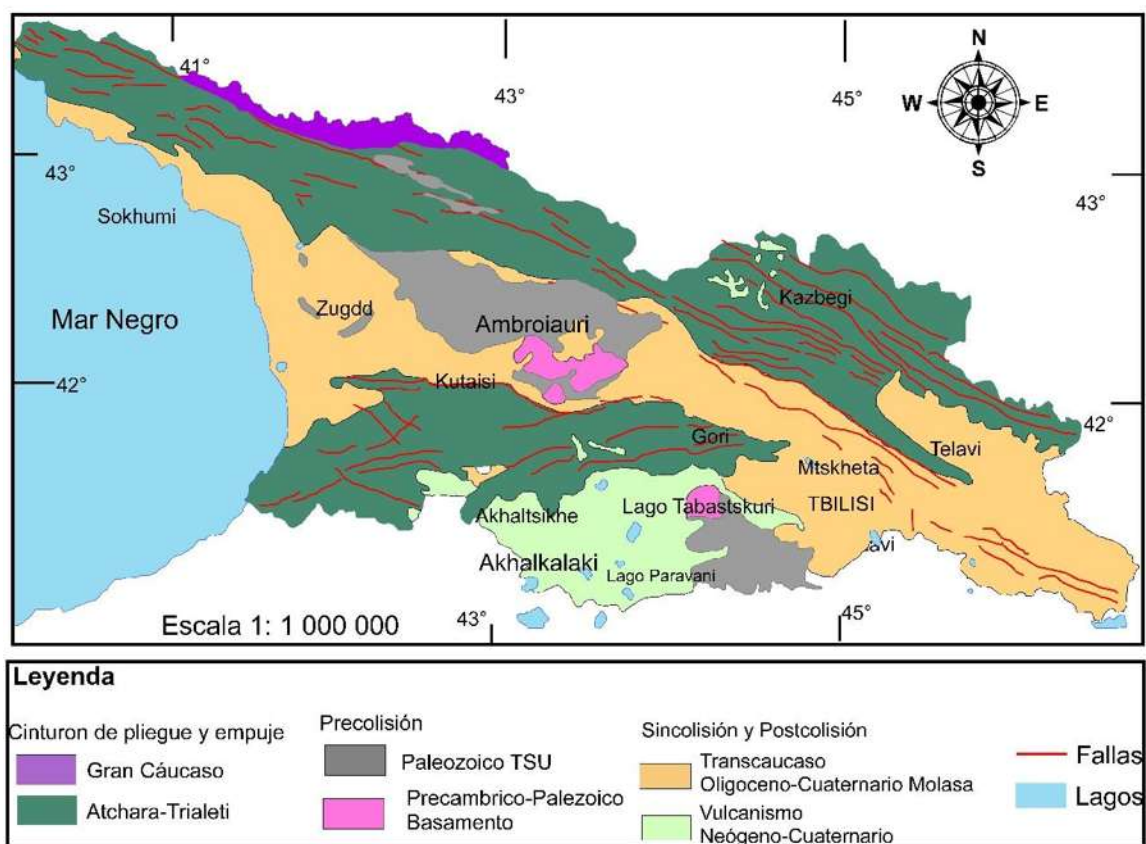 N
41°
43°
45°
W
E
S
43°
43°
Sokhumi
Kazbegi
Zugdd
Mar Negro
Ambroiauri
42°
Kutaisi
42°
Gori
Telavi
Mtskheta
Lago Tabastskuri
TBILISI
Akhaltsikhe
avi
Akhalkalaki
Lago Paravani
43°
45°
Escala 1: 1 000 000
Leyenda
Cinturon de pliegue y empuje
Gran Cáucaso
Atchara-Trialeti
Precolisión
Paleozoico TSU
Precambrico-Palezoico
Basamento
Sincolisión y Postcolisión
Transcaucaso
Oligoceno-Cuaternario Molasa
Vulcanismo
Neógeno-Cuaternario
Fallas
Lagos